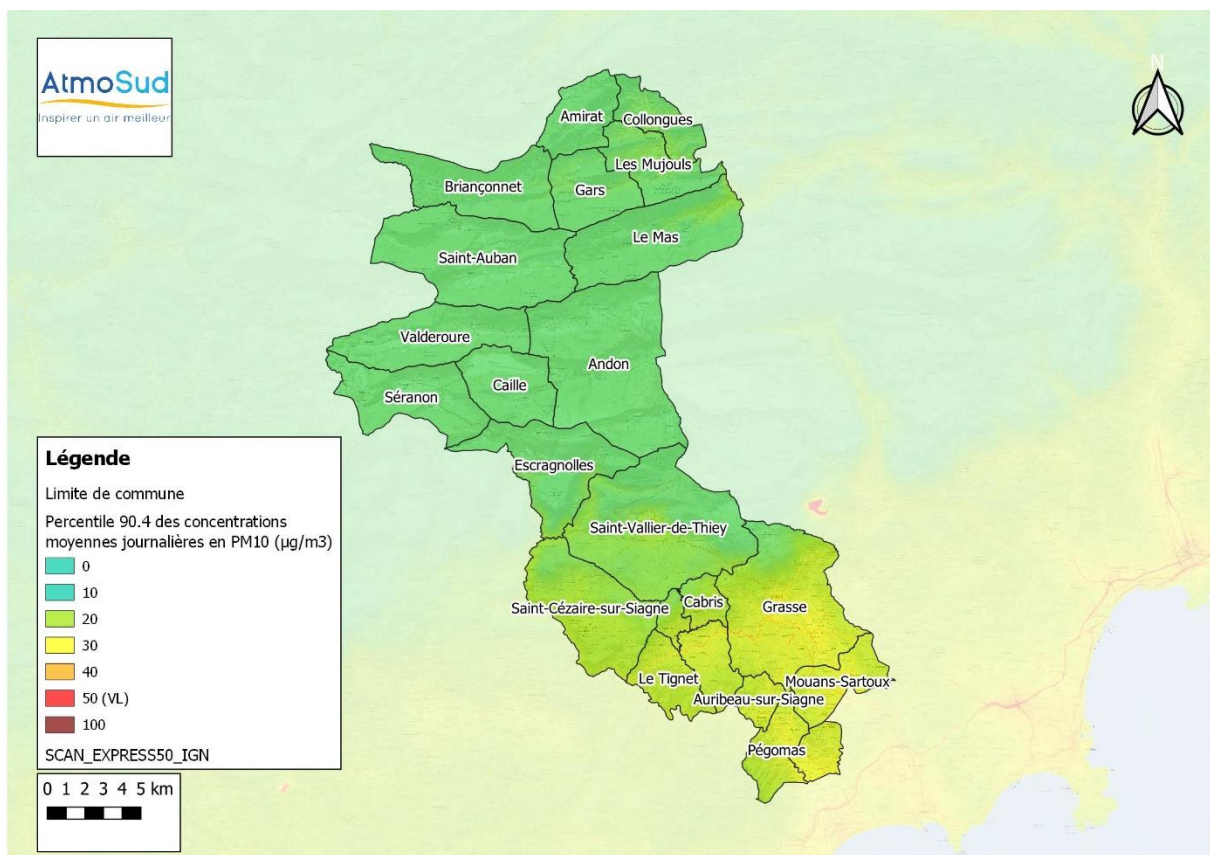 AtmoSud
Inspirer un air meilleur
N
Amirat
Collongues
Les Mujouls
Briançonnet
Gars
Le Mas
Saint-Auban
Valderoure
Andon
Caille
Séranon
Escragnolles
Saint-Vallier-de-Thiey
Saint-Cézaire-sur-Siagne
Cabris
Grasse
Le Tignet
Mouans-Sartoux
Auribeau-sur-Siagne
Pégomas
Légende
Limite de commune
Percentile 90.4 des concentrations
moyennes journalières en PM10 (µg/m3)
0
10
20
30
40
50 (VL)
100
SCAN_EXPRESS50_IGN
0 1 2 3 4 5 km